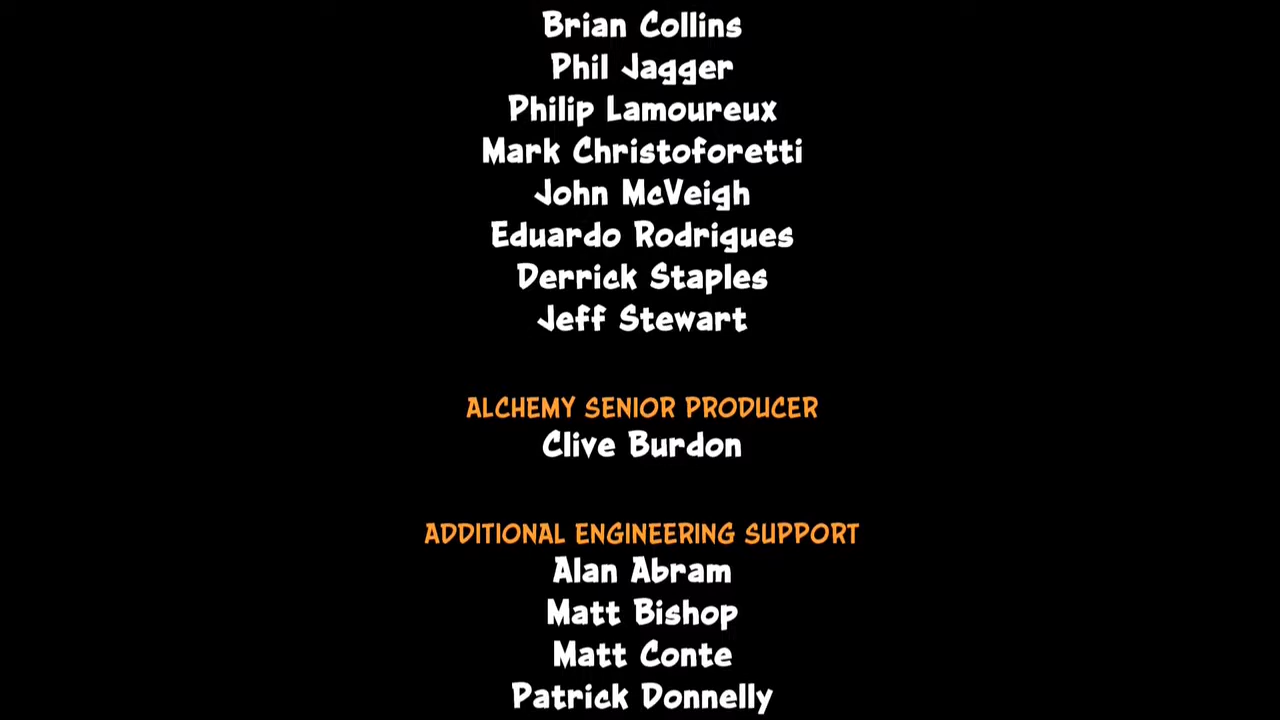 Brian Collins
Phil Jagger
Philip Lamoureux
Mark Christoforetti
John McVeigh
Eduardo Rodrigues
Derrick Staples
Jeff Stewart
ALCHEMY SENIOR PRODUCER
Clive Burdon
ADDITIONAL ENGINEERING SUPPORT
Alan Abram
Matt Bishop
Matt Conte
Patrick Donnelly